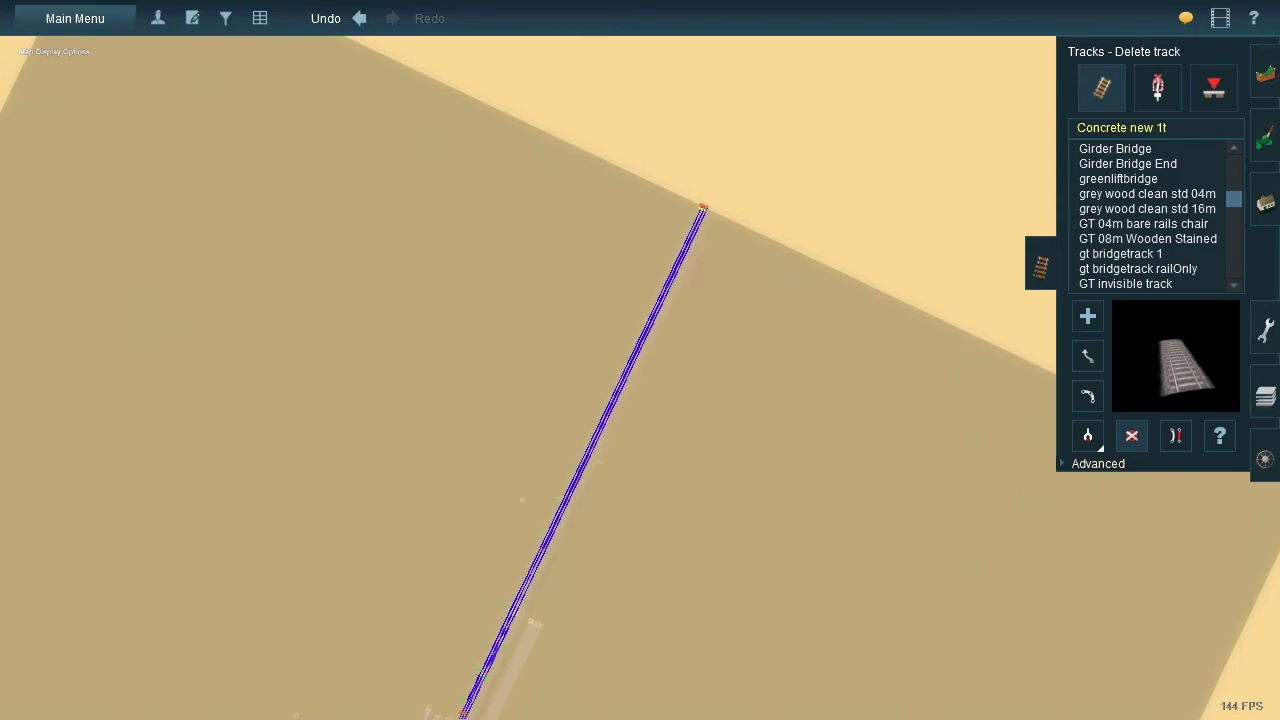 Main Menu
Undo
Redo
?
Map Display Options
Tracks - Delete track
Concrete new 1t
Girder Bridge
Girder Bridge End
greenliftbridge
grey wood clean std 04m
grey wood clean std 16m
GT 04m bare rails chair
GT 08m Wooden Stained
gt bridgetrack 1
gt bridgetrack railOnly
GT invisible track
?
Advanced
144 FPS